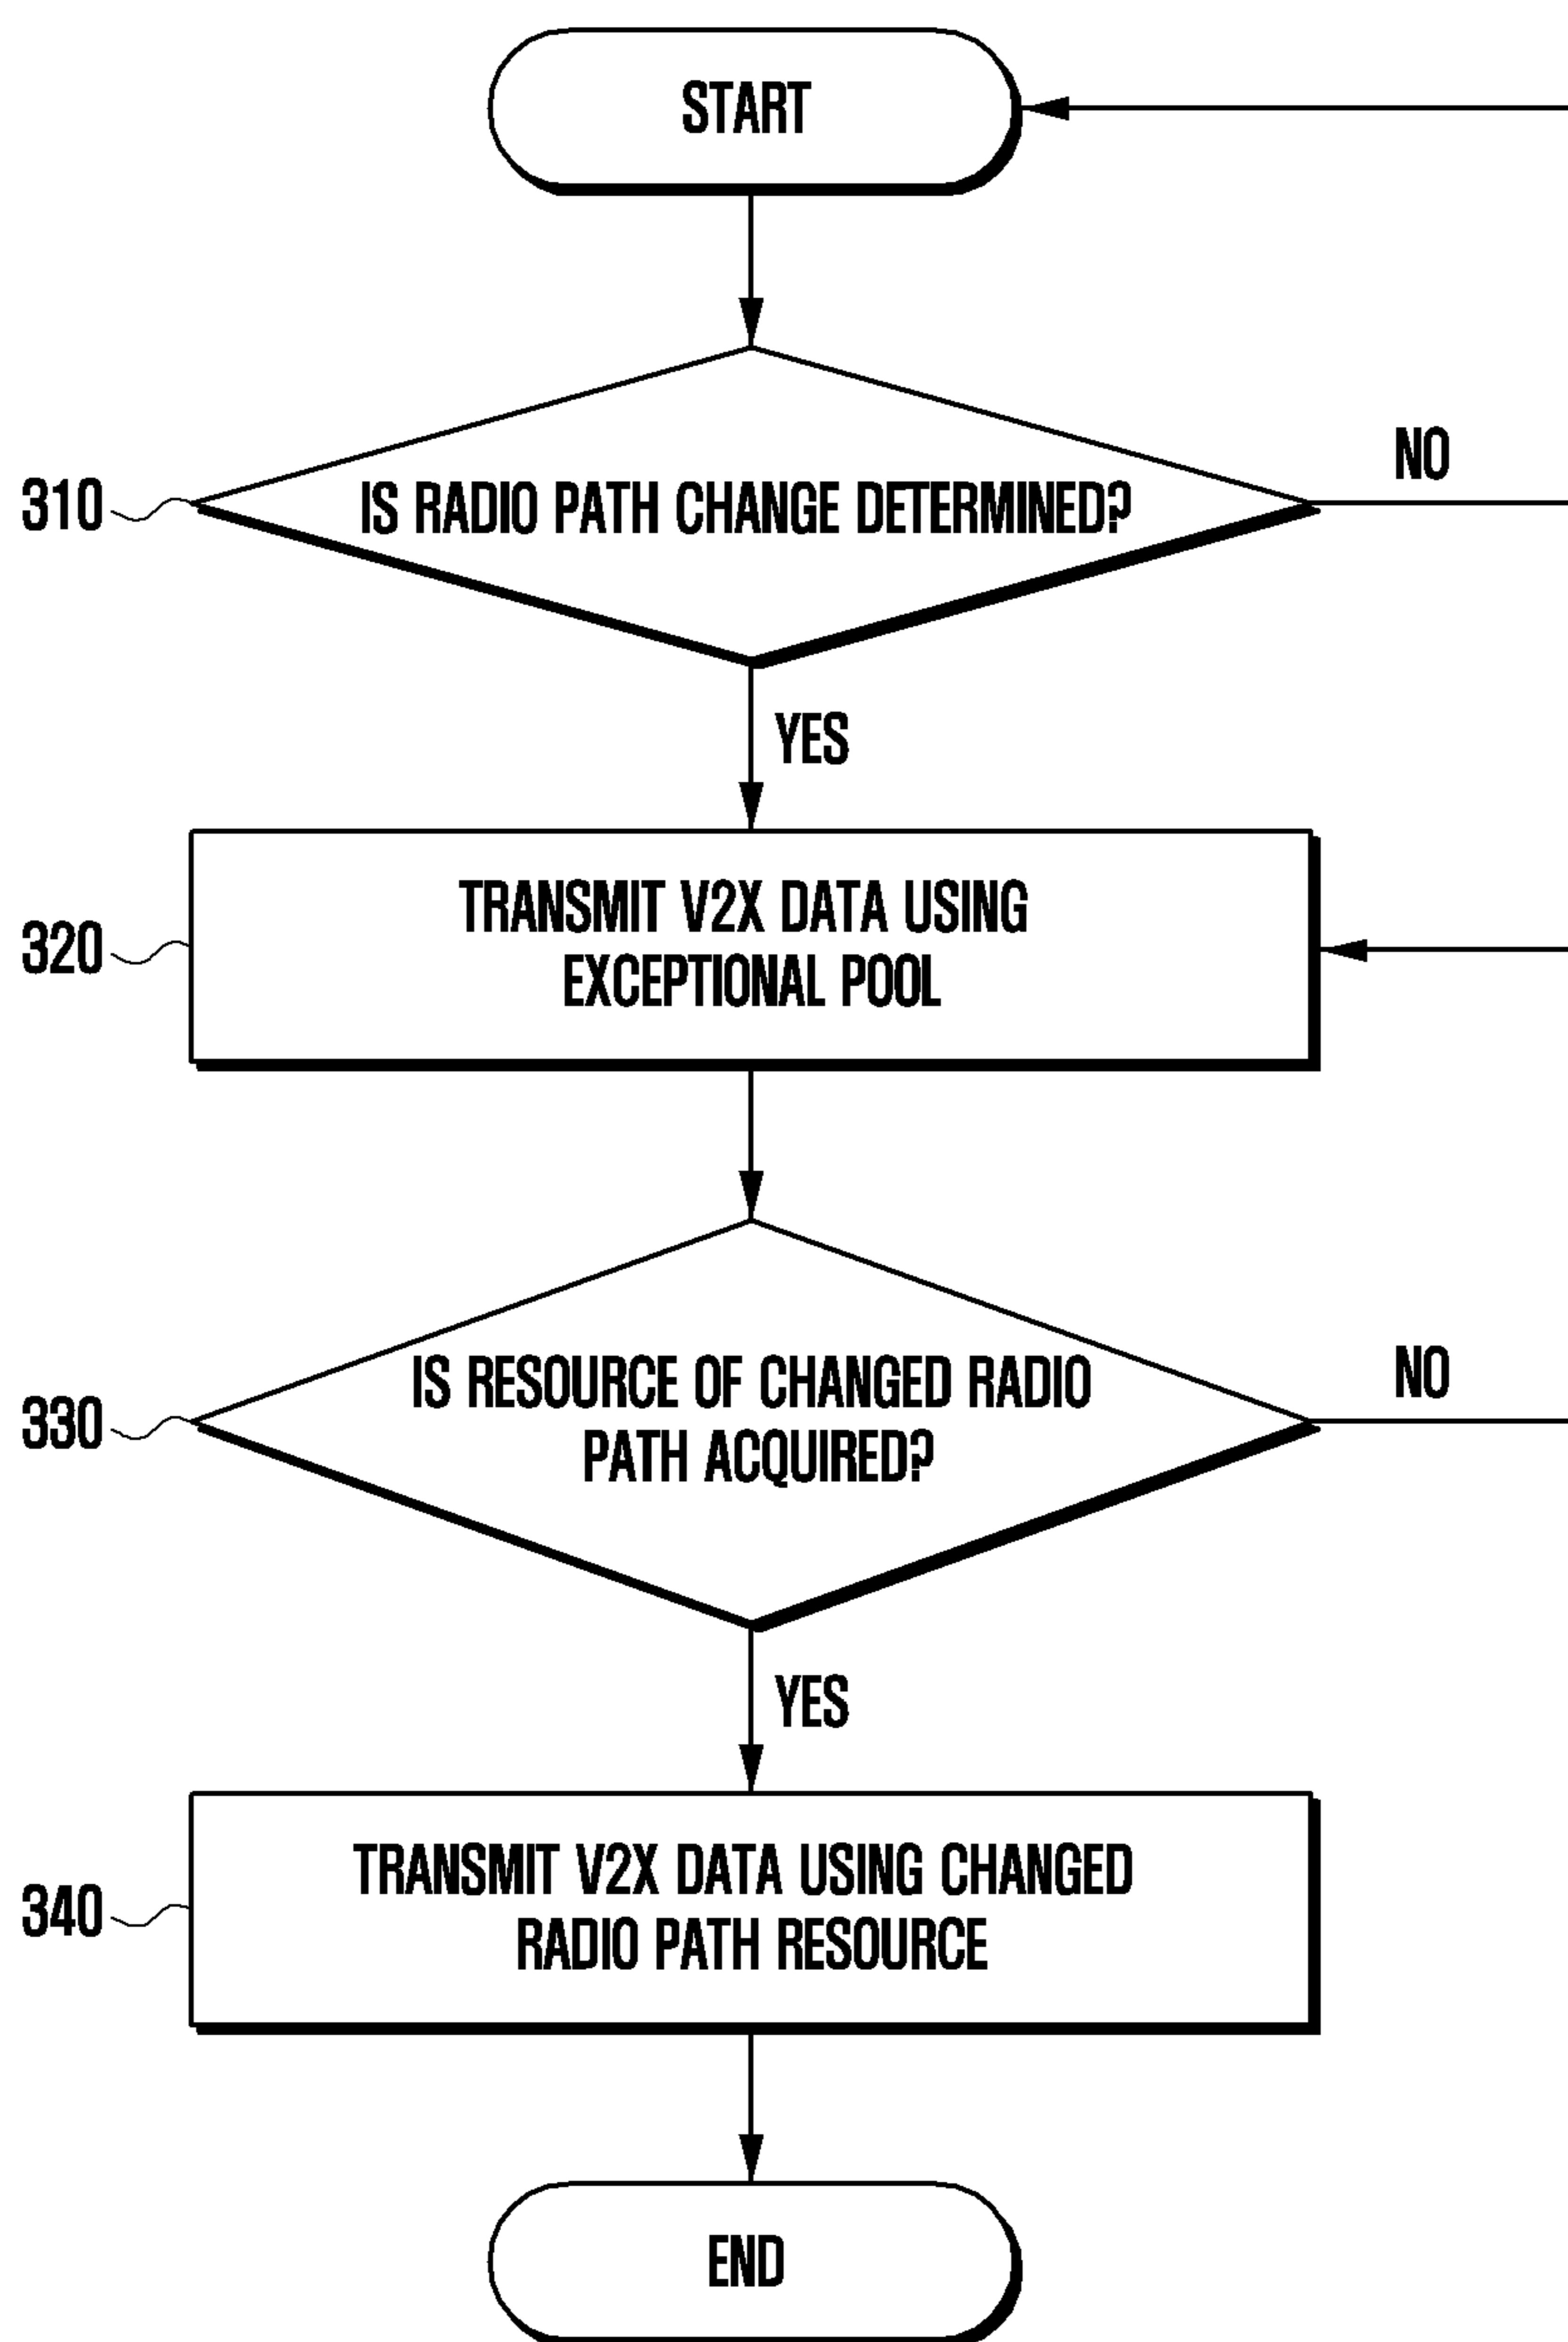 START
310
IS RADIO PATH CHANGE DETERMINED?
NO
YES
320
TRANSMIT V2X DATA USING
EXCEPTIONAL POOL
330
IS RESOURCE OF CHANGED RADIO
PATH ACQUIRED?
NO
YES
340
TRANSMIT V2X DATA USING CHANGED
RADIO PATH RESOURCE
END